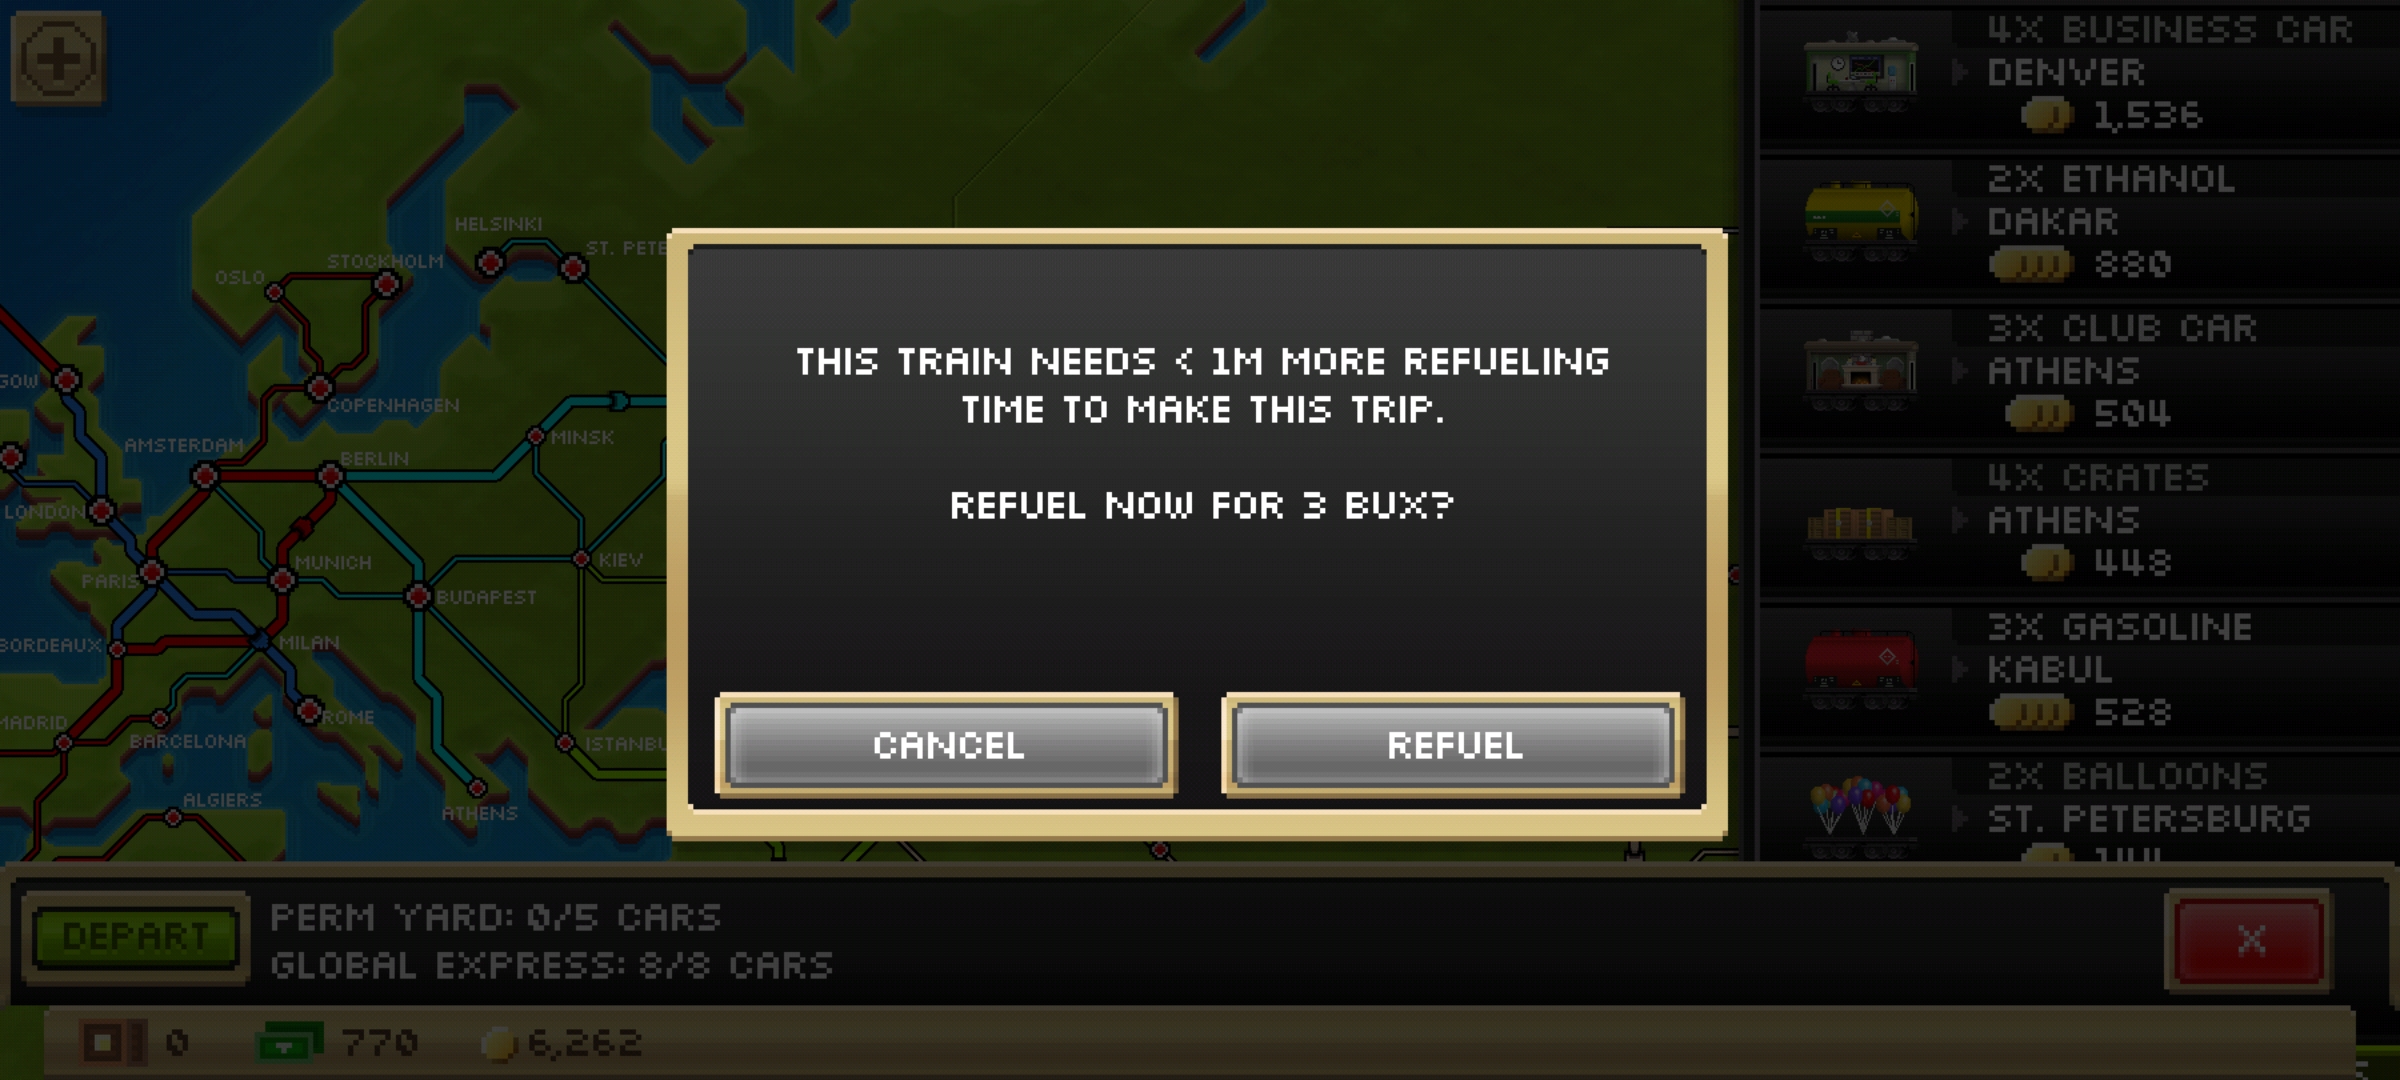 4X BUSINESS CAR
DENVER
1,536
2X ETHANOL
DAKAR
880
3X CLUB CAR
ATHENS
504
4X CRATES
ATHENS
448
3X GASOLINE
KABUL
528
2X BALLOONS
ST. PETERSBURG
HELSINKI
ST. PETE
STOCKHOLM
OSLO
GOW
COPENHAGEN
AMSTERDAM
BERLIN
MINSK
LONDON
MUNICH
KIEV
PARIS
BUDAPEST
BORDEAUX
MILAN
MADRID
ROME
BARCELONA
ISTANBU
ALGIERS
ATHENS
THIS TRAIN NEEDS < 1M MORE REFUELING
TIME TO MAKE THIS TRIP.
REFUEL NOW FOR 3 BUX?
CANCEL
REFUEL
DEPART
PERM YARD: 0/5 CARS
GLOBAL EXPRESS: 8/8 CARS
X
0
770
6,262